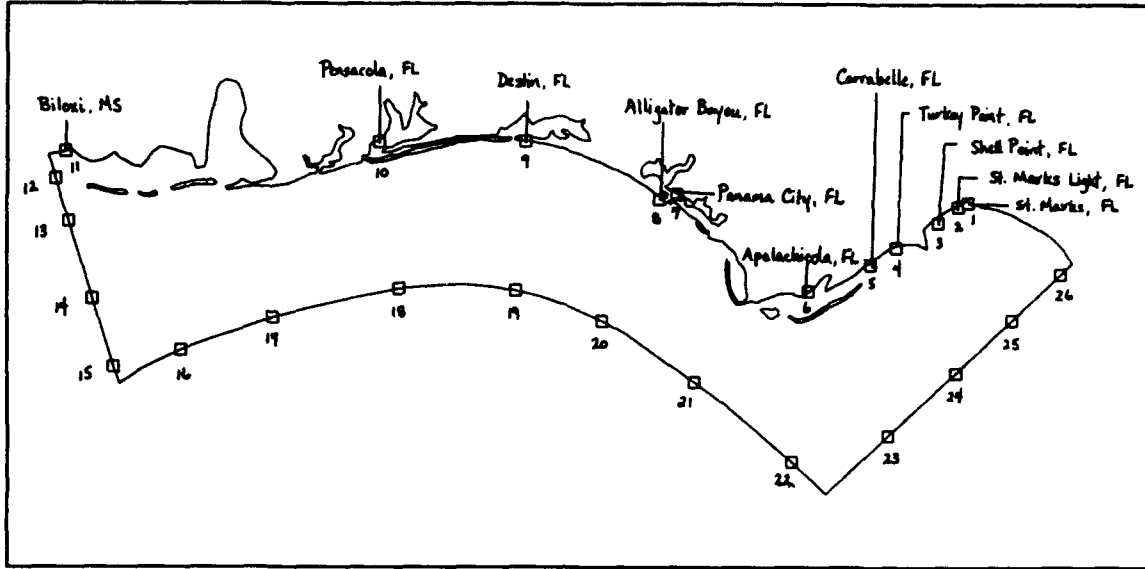 Pensacola, FL
Destin, FL
Carrabelle, FL
Biloxi, MS
Alligator Bayou, FL
Turkey Point, FL
Shell Point, FL
St. Marks Light, FL
St. Marks, FL
Panama City, FL
Apalachicola, FL
11
12
13
14
15
16
19
18
19
20
21
22
23
24
25
26
10
9
8
7
6
5
4
3
2
1